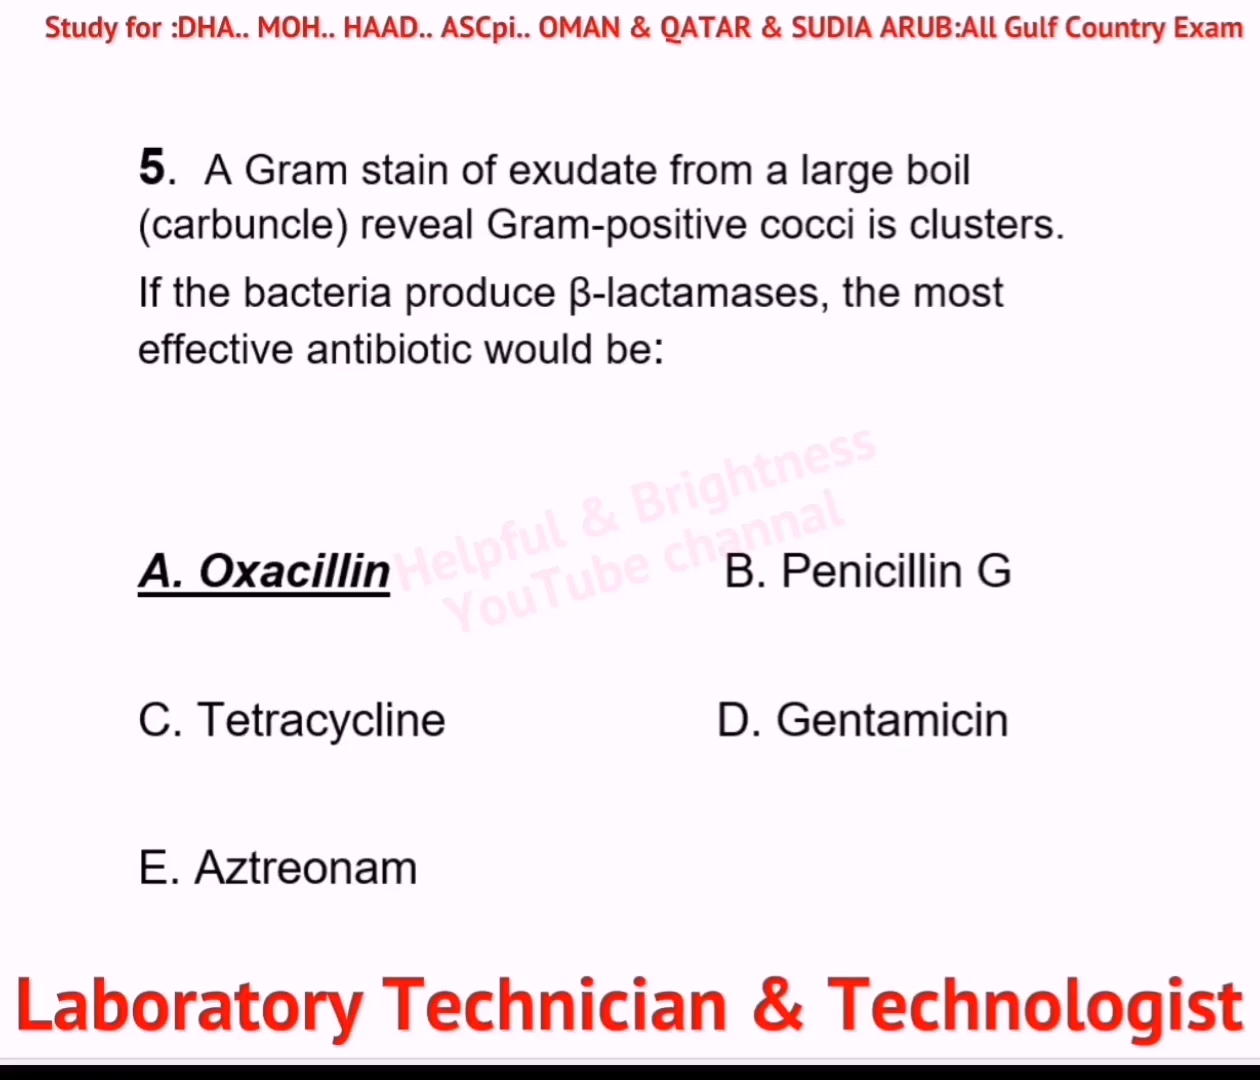 Study for :DHA.. MOH.. HAAD.. ASCpi.. OMAN & QATAR & SUDIA ARUB:All Gulf Country Exam
5. A Gram stain of exudate from a large boil
(carbuncle) reveal Gram-positive cocci is clusters.
If the bacteria produce β-lactamases, the most
effective antibiotic would be:
Helpful & Brightness
YouTube channal
A. Oxacillin
B. Penicillin G
C. Tetracycline
D. Gentamicin
E. Aztreonam
Laboratory Technician & Technologist